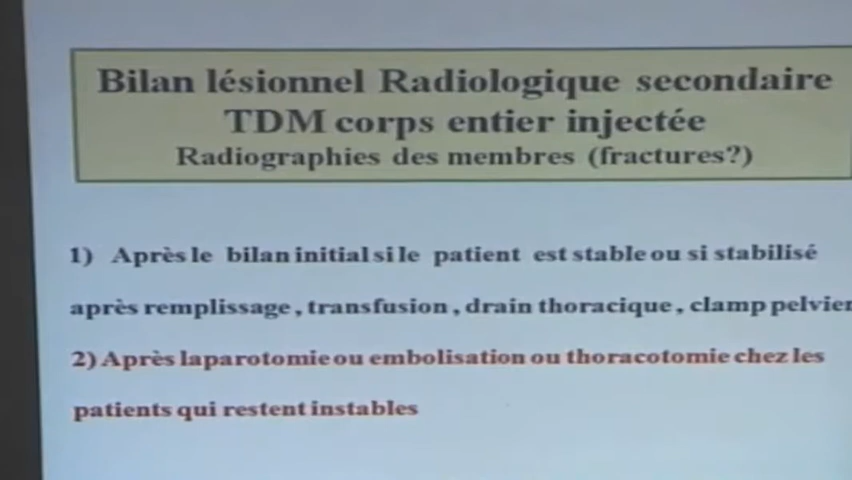 Bilan lésionnel Radiologique secondaire
TDM corps entier injectée
Radiographies des membres (fractures?)
1) Après le bilan initial si le patient est stable ou si stabilisé
après remplissage, transfusion, drain thoracique, clamp pelvien
2) Après laparotomie ou embolisation ou thoracotomie chez les
patients qui restent instables